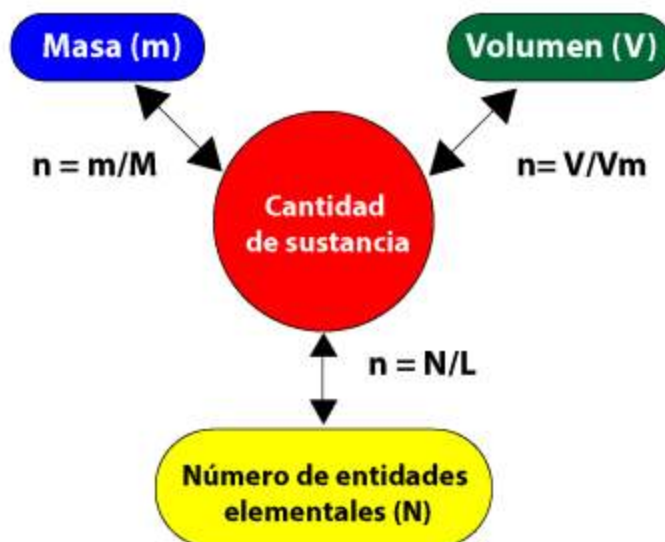 Masa (m)
Volumen (V)
n = m/M
n= V/Vm
Cantidad
de sustancia
n = N/L
Número de entidades
elementales (N)